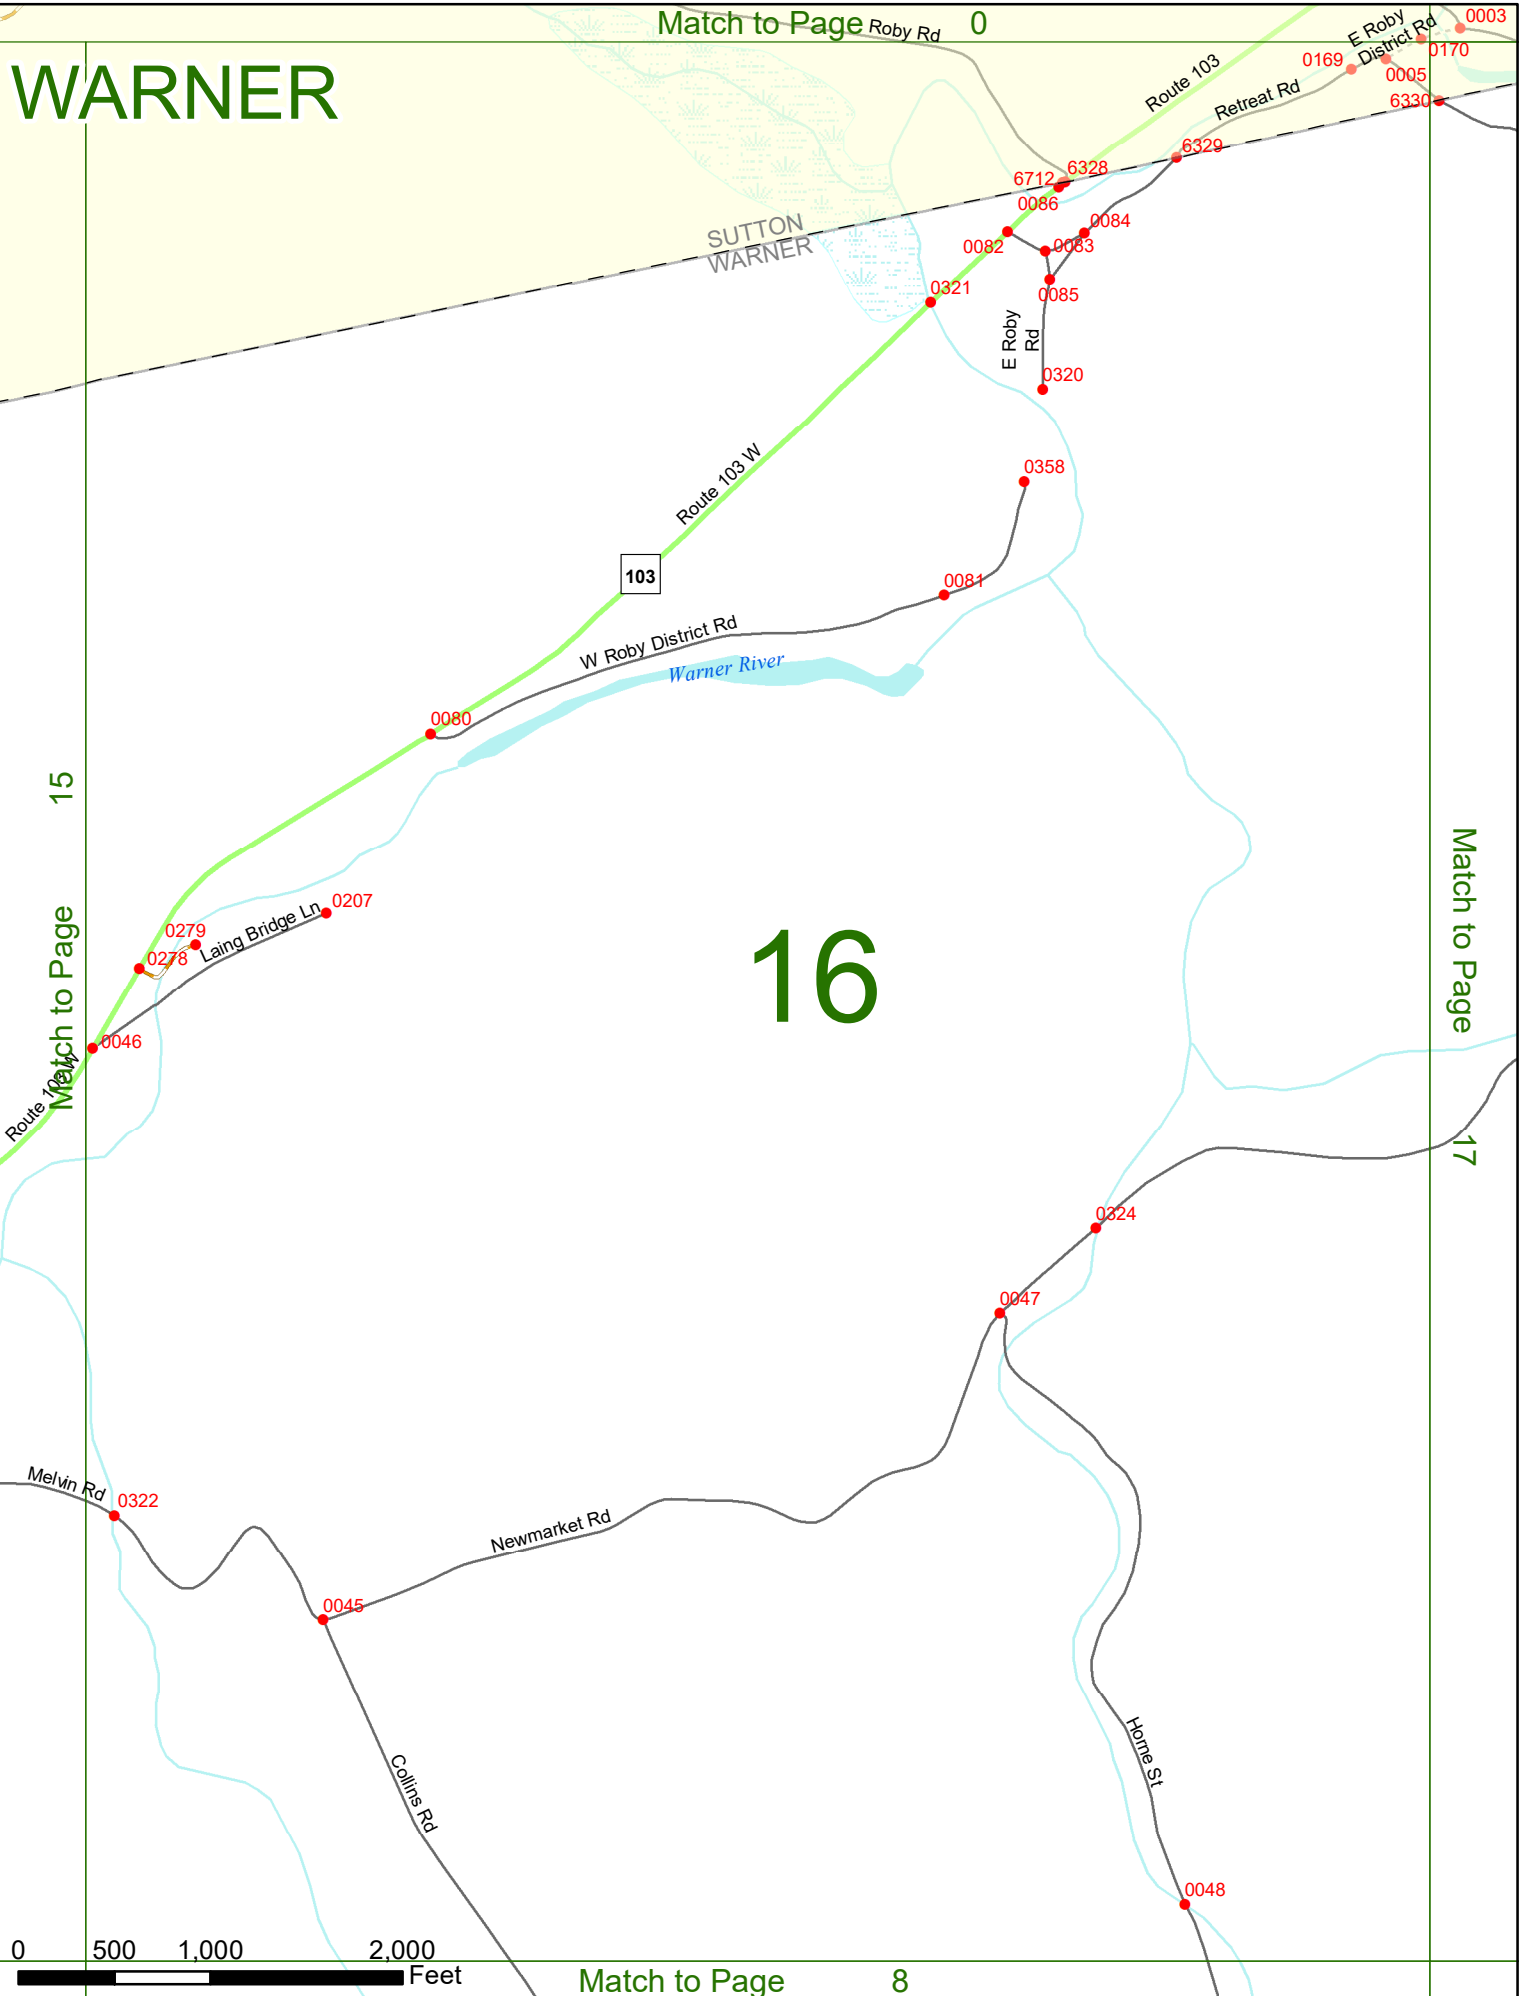 Match to Page 0
Roby Rd
E Roby
District Rd
0003
0170
0169
0005
6330
WARNER
Route 103
Retreat Rd
6329
6328
6712
0086
0084
0082
0083
0085
SUTTON
WARNER
0321
E Roby
Rd
0320
Route 103 W
0358
103
0081
W Roby District Rd
Warner River
0080
15
Match to Page
0207
Laing Bridge Ln
0279
0278
16
Match to Page
17
0046
Route 103 W
0324
0047
Melvin Rd
0322
Newmarket Rd
0045
Collins Rd
Horne St
0048
0 500 1,000 2,000
Feet
Match to Page 8